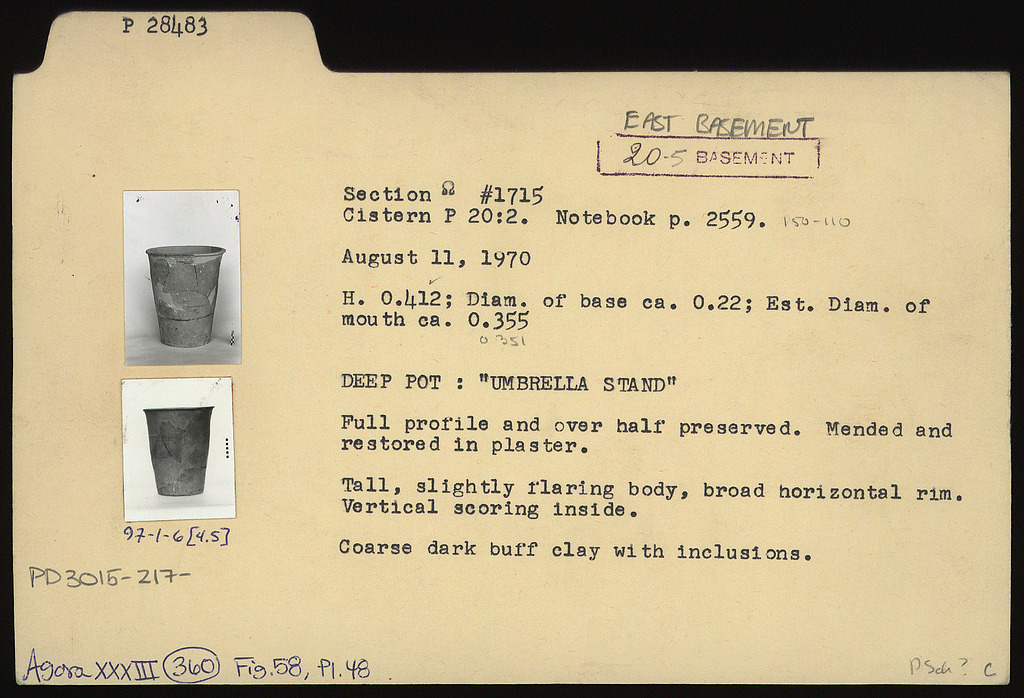 P 28483
EAST BASEMENT
20-5 BASEMENT
Section Ω #1715
Cistern P 20:2. Notebook p. 2559. 150-110
August 11, 1970
H. 0.412; Diam. of base ca. 0.22; Est. Diam. of
mouth ca. 0.355
0 351
DEEP POT : "UMBRELLA STAND"
Full profile and over half preserved. Mended and
restored in plaster.
Tall, slightly flaring body, broad horizontal rim.
Vertical scoring inside.
Coarse dark buff clay with inclusions.
97-1-6[4.5]
PD3015-217-
Agora XXXIII 360 Fig.58, Pl.48
PSch? C